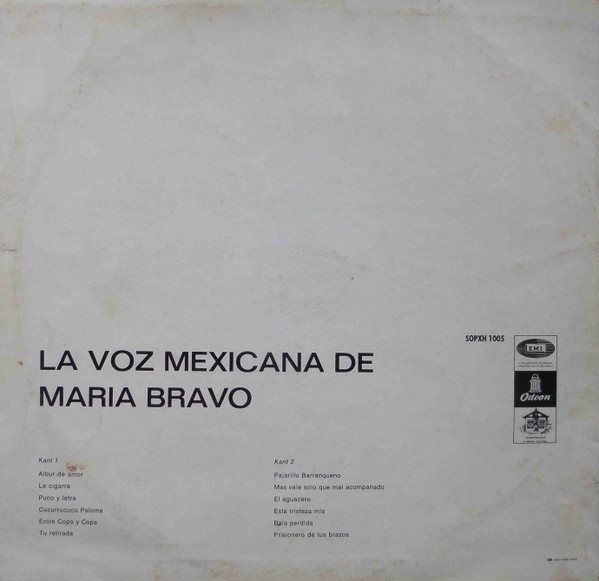 SOPXH 1005
EMI
Odeon
LA VOZ MEXICANA DE
MARIA BRAVO
Kant 1
Albur de amor
La cigarra
Puno y letra
Cucurrucucu Paloma
Entre Copa y Copa
Tu retirada
Kant 2
Pajarillo Barranqueno
Mas vale solo que mal acompanado
El aguacero
Esta tristeza mia
Bala perdida
Prisionero de tus brazos